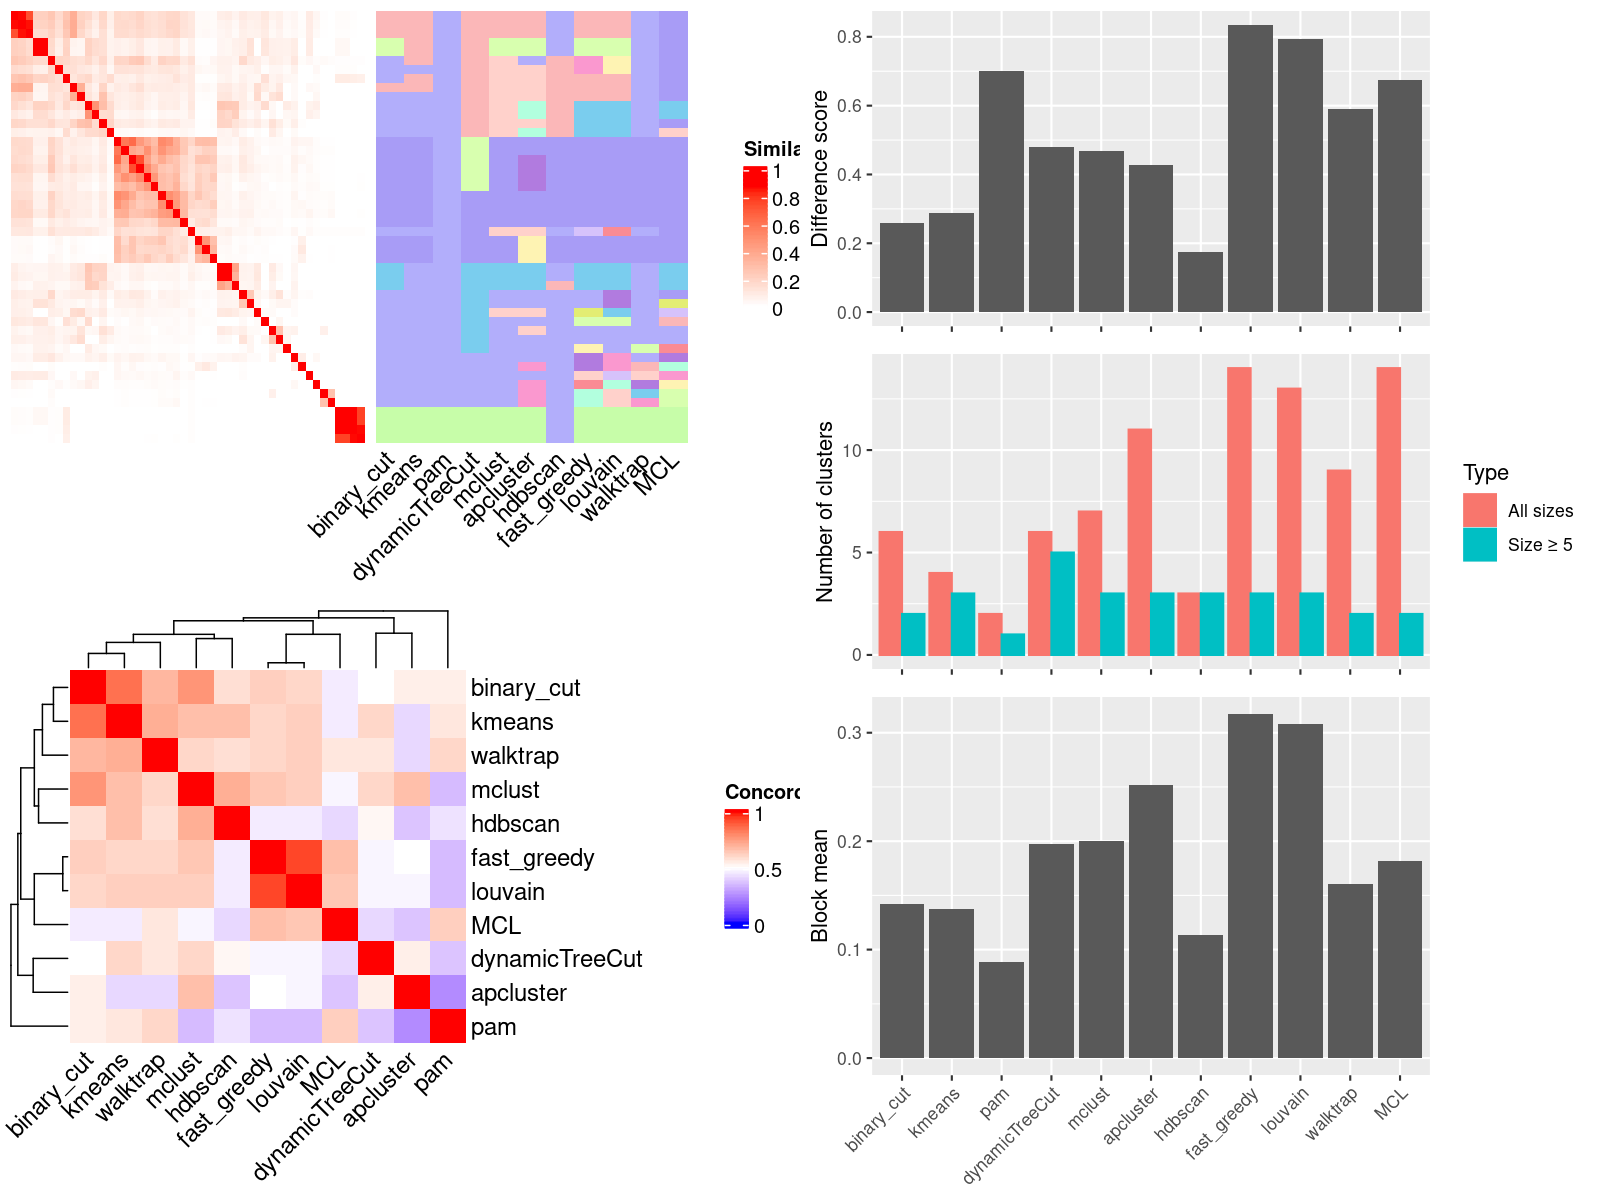 Simila
1
0.8
0.6
0.4
0.2
0
binary_cut
kmeans
pam
dynamicTreeCut
mclust
apcluster
hdbscan
fast_greedy
louvain
walktrap
MCL
binary_cut
kmeans
walktrap
mclust
hdbscan
fast_greedy
louvain
MCL
dynamicTreeCut
apcluster
pam
binary_cut
kmeans
walktrap
mclust
hdbscan
fast_greedy
louvain
MCL
dynamicTreeCut
apcluster
pam
Concord
1
0.5
0
Difference score
0.8
0.6
0.4
0.2
0.0
Number of clusters
10
5
0
Type
All sizes
Size ≥ 5
Block mean
0.3
0.2
0.1
0.0
binary_cut
kmeans
pam
dynamicTreeCut
mclust
apcluster
hdbscan
fast_greedy
louvain
walktrap
MCL